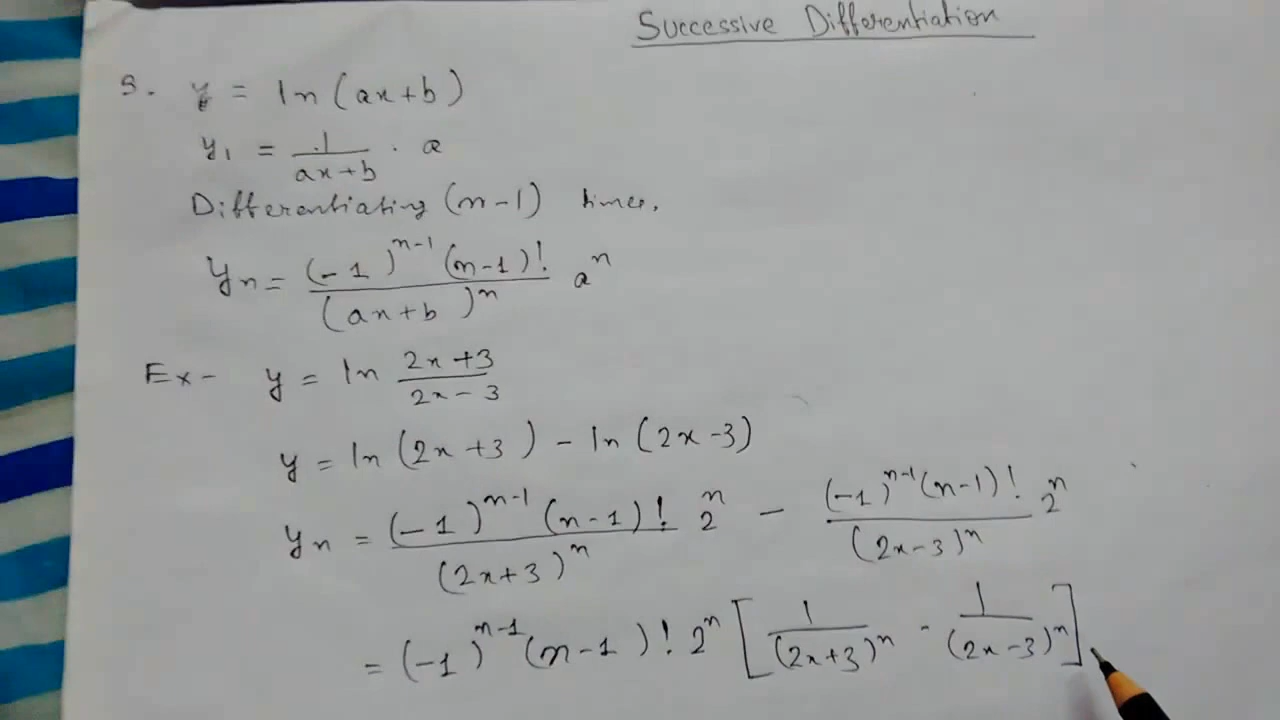 Successive Differentiation
5. y = ln(ax+b)
y₁ = 1/(ax+b) · a
Differentiating (n-1) times,
yₙ = (-1)ⁿ⁻¹ (n-1)! / (ax+b)ⁿ aⁿ
Ex- y = ln (2x+3)/(2x-3)
y = ln(2x+3) - ln(2x-3)
yₙ = (-1)ⁿ⁻¹ (n-1)! / (2x+3)ⁿ 2ⁿ - (-1)ⁿ⁻¹ (n-1)! / (2x-3)ⁿ 2ⁿ
= (-1)ⁿ⁻¹ (n-1)! 2ⁿ [1/(2x+3)ⁿ - 1/(2x-3)ⁿ]